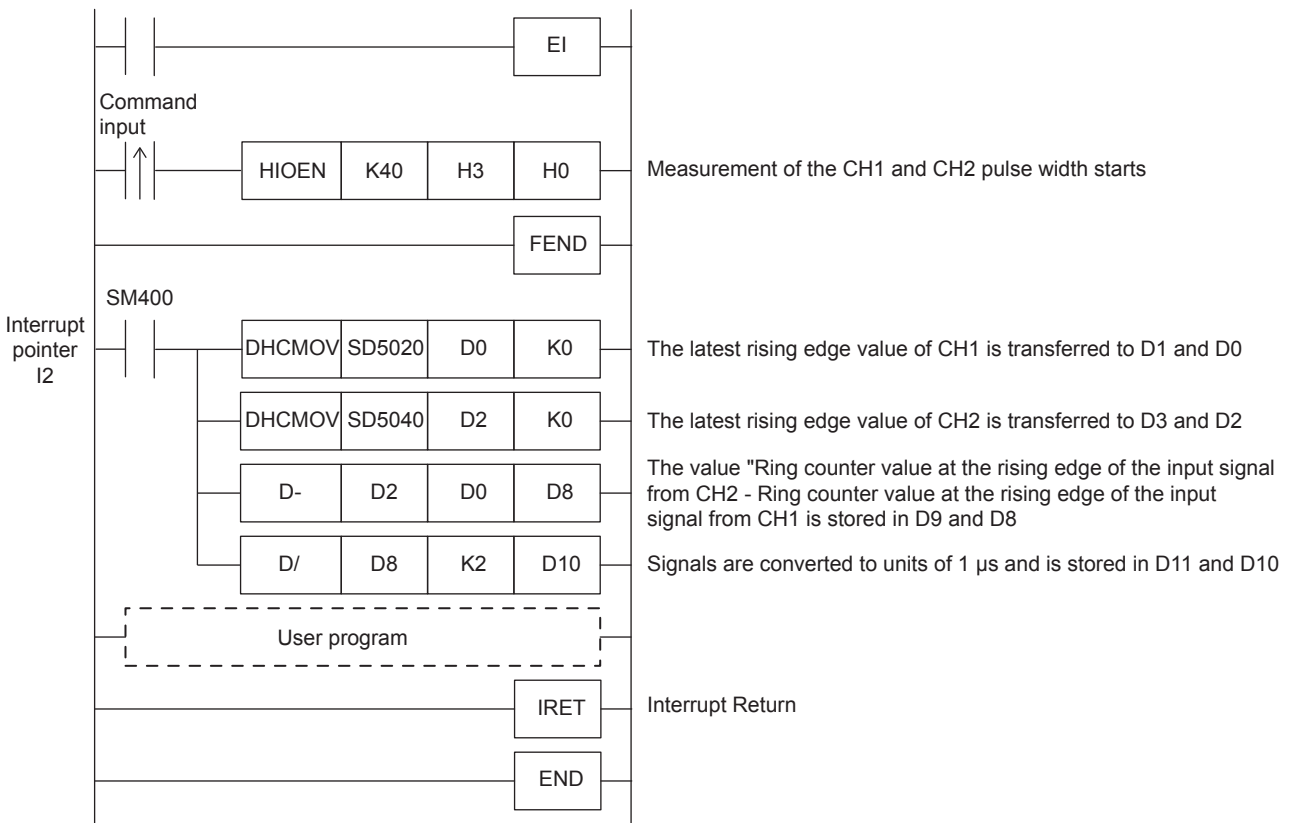 EI
Command
input
HIOEN K40 H3 H0
Measurement of the CH1 and CH2 pulse width starts
FEND
Interrupt
pointer
I2
SM400
DHCMOV SD5020 D0 K0
The latest rising edge value of CH1 is transferred to D1 and D0
DHCMOV SD5040 D2 K0
The latest rising edge value of CH2 is transferred to D3 and D2
D- D2 D0 D8
The value "Ring counter value at the rising edge of the input signal
from CH2 - Ring counter value at the rising edge of the input
signal from CH1 is stored in D9 and D8
D/ D8 K2 D10
Signals are converted to units of 1 μs and is stored in D11 and D10
User program
IRET
Interrupt Return
END